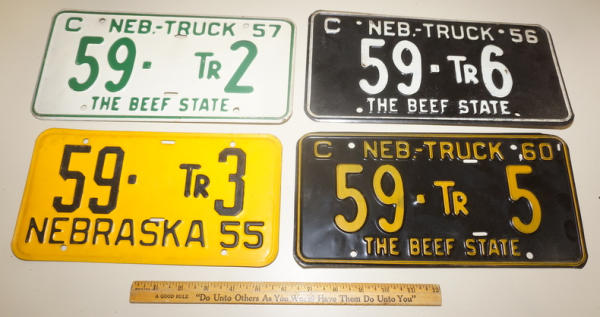 C NEB.-TRUCK 57
59- TR 2
THE BEEF STATE
C NEB.-TRUCK 56
59- TR 6
THE BEEF STATE
59- TR 3
NEBRASKA 55
C NEB.-TRUCK 60
59- TR 5
THE BEEF STATE
A GOOD RULE "Do Unto Others As You Would Have Them Do Unto You"